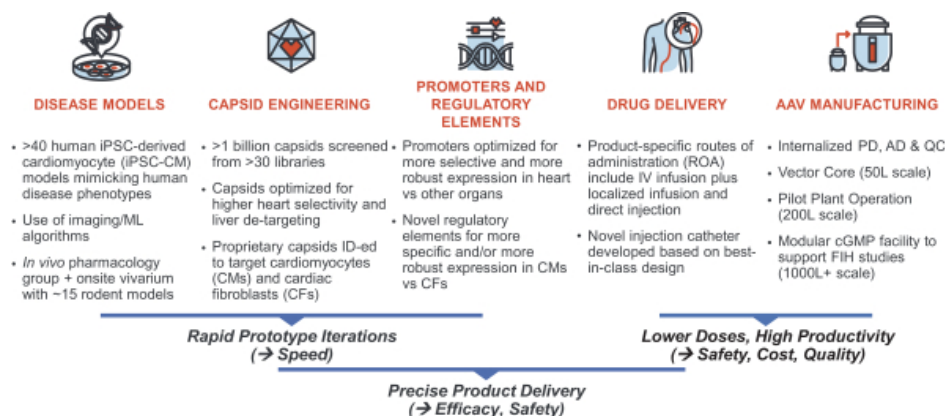 DISEASE MODELS
• >40 human iPSC-derived
cardiomyocyte (iPSC-CM)
models mimicking human
disease phenotypes
• Use of imaging/ML
algorithms
• In vivo pharmacology
group + onsite vivarium
with ~15 rodent models
CAPSID ENGINEERING
• >1 billion capsids screened
from >30 libraries
• Capsids optimized for
higher heart selectivity and
liver de-targeting
• Proprietary capsids ID-ed
to target cardiomyocytes
(CMs) and cardiac
fibroblasts (CFs)
PROMOTERS AND
REGULATORY
ELEMENTS
• Promoters optimized for
more selective and more
robust expression in heart
vs other organs
• Novel regulatory
elements for more
specific and/or more
robust expression in CMs
vs CFs
DRUG DELIVERY
• Product-specific routes of
administration (ROA)
include IV infusion plus
localized infusion and
direct injection
• Novel injection catheter
developed based on best-
in-class design
AAV MANUFACTURING
• Internalized PD, AD & QC
• Vector Core (50L scale)
• Pilot Plant Operation
(200L scale)
• Modular cGMP facility to
support FIH studies
(1000L+ scale)
Rapid Prototype Iterations
(→ Speed)
Lower Doses, High Productivity
(→ Safety, Cost, Quality)
Precise Product Delivery
(→ Efficacy, Safety)